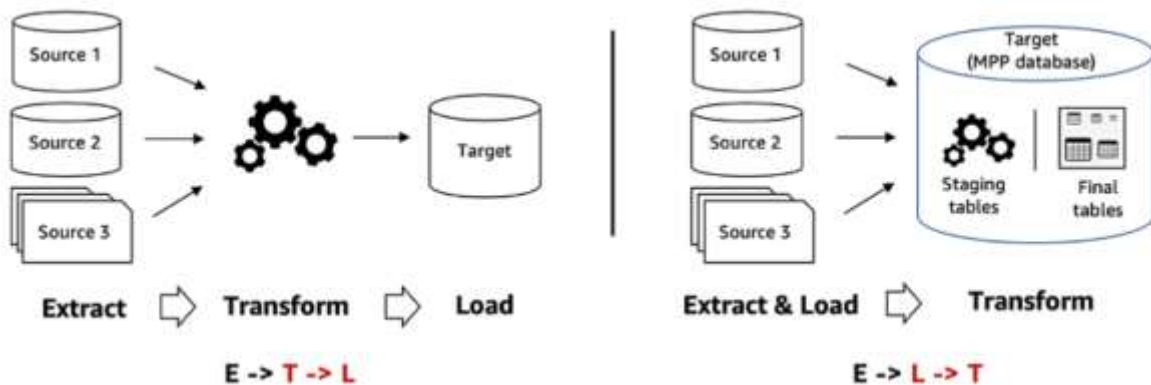 Source 1
Source 2
Source 3
Target
Extract
Transform
Load
E -> T -> L
Source 1
Source 2
Source 3
Target
(MPP database)
Staging
tables
Final
tables
Extract & Load
Transform
E -> L -> T